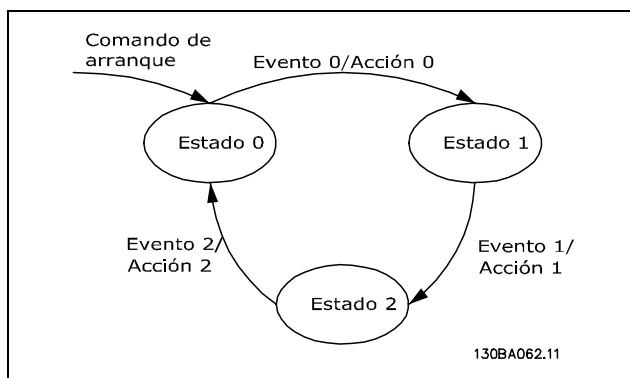 Comando de
arranque
Evento 0/Acción 0
Estado 0
Estado 1
Evento 2/
Acción 2
Evento 1/
Acción 1
Estado 2
130BA062.11